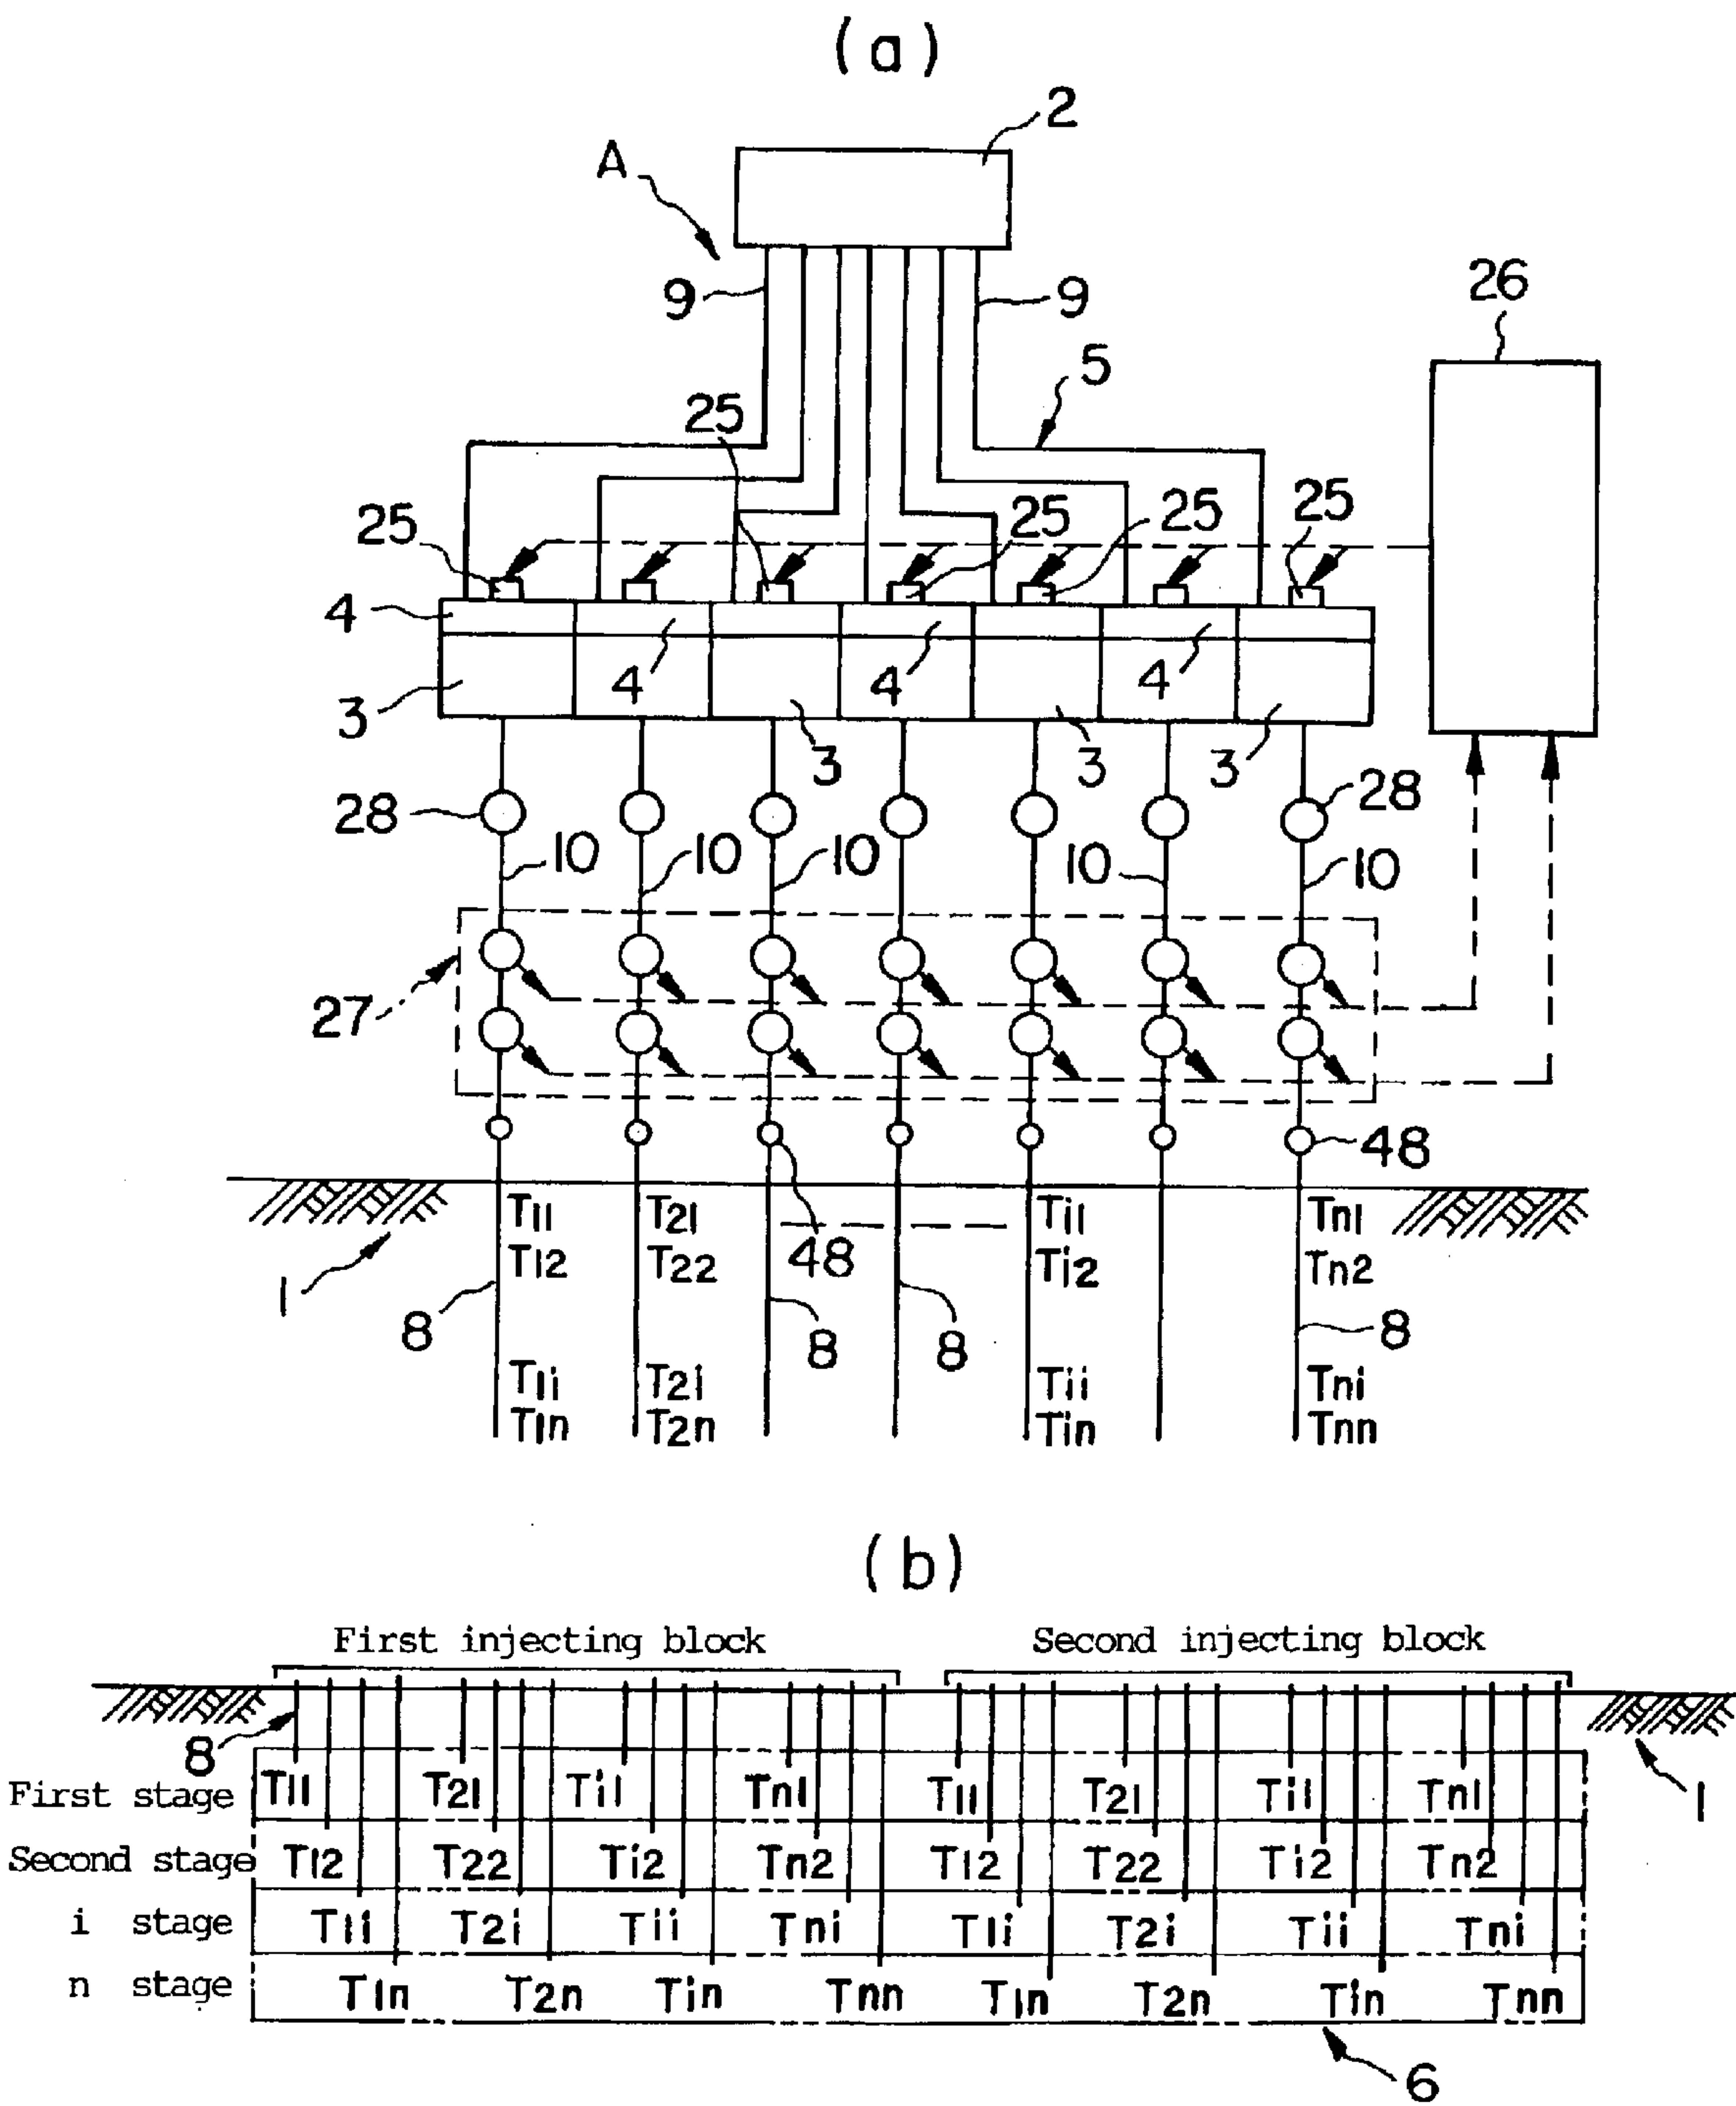 (a)
2
A
9
9
26
5
25
25
25
25
25
4
4
4
4
3
3
3
3
28
28
10
10
10
10
10
27
48
T11
T21
Ti1
Tn1
T12
T22
48
Ti2
Tn2
1
8
8
8
8
T1i
T2i
Tii
Tni
T1n
T2n
Tin
Tnn
(b)
First injecting block
Second injecting block
8
1
First stage T11 T21 Ti1 Tn1 T11 T21 Ti1 Tn1
Second stage T12 T22 Ti2 Tn2 T12 T22 Ti2 Tn2
i stage T1i T2i Tii Tni T1i T2i Tii Tni
n stage T1n T2n Tin Tnn T1n T2n Tin Tnn
6